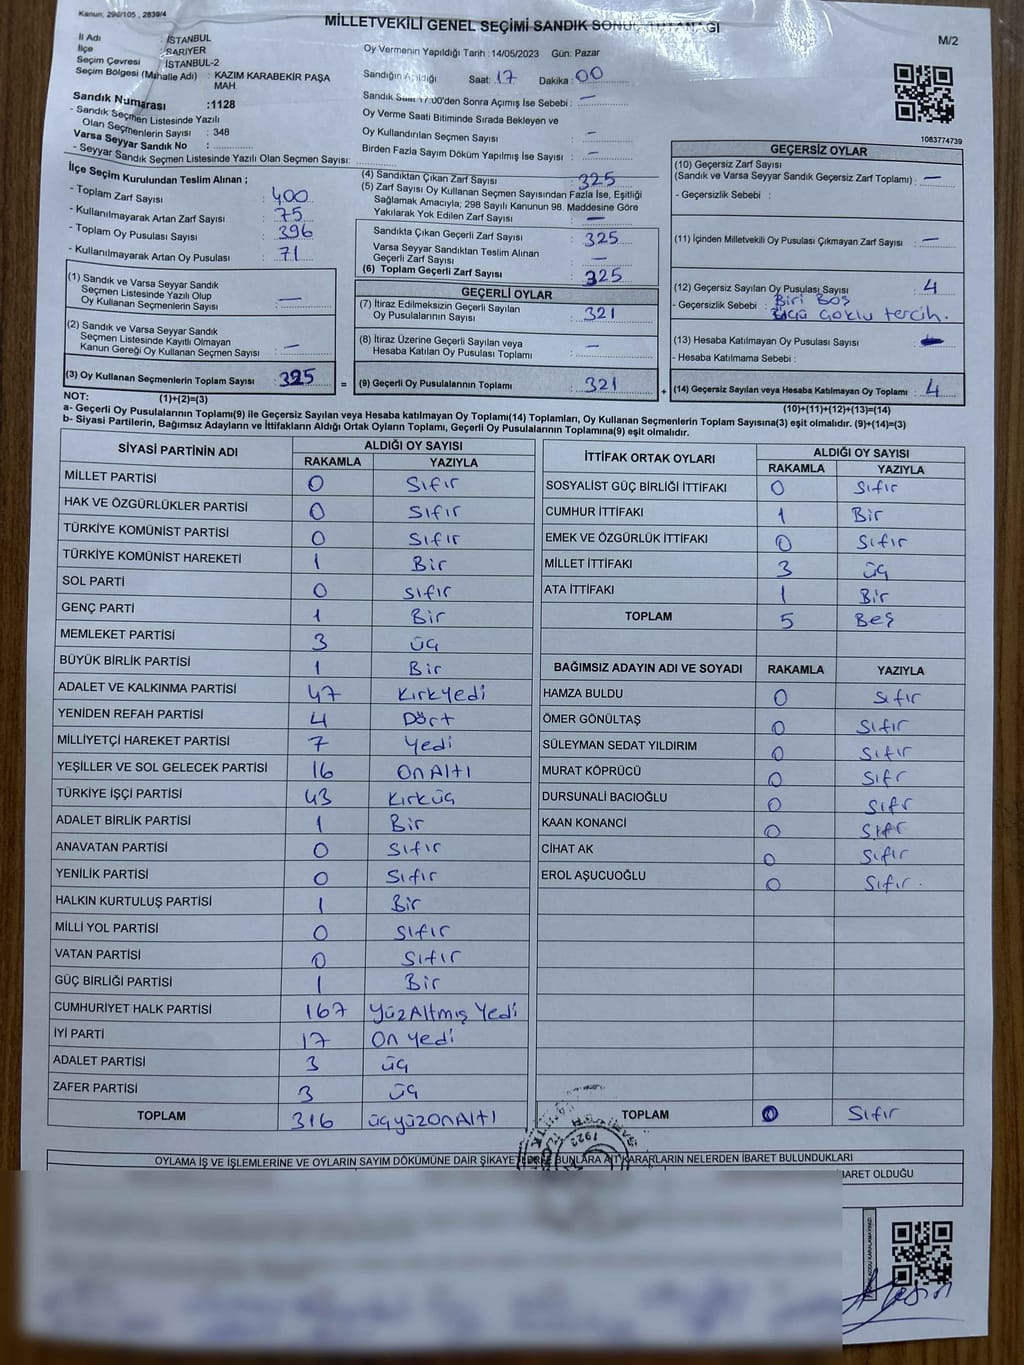 Kanun: 298/105 , 2839/4
MİLLETVEKİLİ GENEL SEÇİMİ SANDIK SONUÇ TUTANAĞI
M/2
İl Adı : İSTANBUL
İlçe : SARIYER
Seçim Çevresi : İSTANBUL-2
Seçim Bölgesi (Mahalle Adı) : KAZIM KARABEKİR PAŞA MAH.
Sandık Numarası :1128
- Sandık Seçmen Listesinde Yazılı Olan Seçmenlerin Sayısı : 348
Varsa Seyyar Sandık No :
- Seyyar Sandık Seçmen Listesinde Yazılı Olan Seçmen Sayısı:
Oy Vermenin Yapıldığı Tarih :14/05/2023 Gün: Pazar
Sandığın Açıldığı Saat: 17 Dakika: 00
Sandık Saat 17:00'den Sonra Açımış İse Sebebi : —
Oy Verme Saati Bitiminde Sırada Bekleyen ve
Oy Kullandırılan Seçmen Sayısı : —
Birden Fazla Sayım Döküm Yapılmış İse Sayısı : —
1083774739
İlçe Seçim Kurulundan Teslim Alınan ;
- Toplam Zarf Sayısı : 400
- Kullanılmayarak Artan Zarf Sayısı : 75
- Toplam Oy Pusulası Sayısı : 396
- Kullanılmayarak Artan Oy Pusulası : 71
(1) Sandık ve Varsa Seyyar Sandık
Seçmen Listesinde Yazılı Olup
Oy Kullanan Seçmenlerin Sayısı : —
(2) Sandık ve Varsa Seyyar Sandık
Seçmen Listesinde Kayıtlı Olmayan
Kanun Gereği Oy Kullanan Seçmen Sayısı : —
(3) Oy Kullanan Seçmenlerin Toplam Sayısı : 325
(1)+(2)=(3)
(4) Sandıktan Çıkan Zarf Sayısı : 325
(5) Zarf Sayısı Oy Kullanan Seçmen Sayısından Fazla İse, Eşitliği
Sağlamak Amacıyla; 298 Sayılı Kanunun 98. Maddesine Göre
Yakılarak Yok Edilen Zarf Sayısı : —
Sandıkta Çıkan Geçerli Zarf Sayısı : 325
Varsa Seyyar Sandıktan Teslim Alınan
Geçerli Zarf Sayısı : —
(6) Toplam Geçerli Zarf Sayısı : 325
GEÇERLİ OYLAR
(7) İtiraz Edilmeksizin Geçerli Sayılan
Oy Pusulalarının Sayısı : 321
(8) İtiraz Üzerine Geçerli Sayılan veya
Hesaba Katılan Oy Pusulası Toplamı : —
= (9) Geçerli Oy Pusulalarının Toplamı : 321
GEÇERSİZ OYLAR
(10) Geçersiz Zarf Sayısı
(Sandık ve Varsa Seyyar Sandık Geçersiz Zarf Toplamı) : —
- Geçersizlik Sebebi :
(11) İçinden Milletvekili Oy Pusulası Çıkmayan Zarf Sayısı : —
(12) Geçersiz Sayılan Oy Pusulası Sayısı : 4
- Geçersizlik Sebebi : Biri Boş
üçü çoklu tercih.
(13) Hesaba Katılmayan Oy Pusulası Sayısı : —
- Hesaba Katılmama Sebebi :
+ (14) Geçersiz Sayılan veya Hesaba Katılmayan Oy Toplamı : 4
(10)+(11)+(12)+(13)=(14)
NOT:
a- Geçerli Oy Pusulalarının Toplamı(9) ile Geçersiz Sayılan veya Hesaba katılmayan Oy Toplamı(14) Toplamları, Oy Kullanan Seçmenlerin Toplam Sayısına(3) eşit olmalıdır. (9)+(14)=(3)
b- Siyasi Partilerin, Bağımsız Adayların ve İttifakların Aldığı Ortak Oyların Toplamı, Geçerli Oy Pusulalarının Toplamına(9) eşit olmalıdır.
SİYASİ PARTİNİN ADI ALDIĞI OY SAYISI
RAKAMLA YAZIYLA
MİLLET PARTİSİ 0 Sıfır
HAK VE ÖZGÜRLÜKLER PARTİSİ 0 Sıfır
TÜRKİYE KOMÜNİST PARTİSİ 0 Sıfır
TÜRKİYE KOMÜNİST HAREKETİ 1 Bir
SOL PARTİ 0 Sıfır
GENÇ PARTİ 1 Bir
MEMLEKET PARTİSİ 3 üç
BÜYÜK BİRLİK PARTİSİ 1 Bir
ADALET VE KALKINMA PARTİSİ 47 Kırkyedi
YENİDEN REFAH PARTİSİ 4 Dört
MİLLİYETÇİ HAREKET PARTİSİ 7 Yedi
YEŞİLLER VE SOL GELECEK PARTİSİ 16 OnAltı
TÜRKİYE İŞÇİ PARTİSİ 43 Kırküç
ADALET BİRLİK PARTİSİ 1 Bir
ANAVATAN PARTİSİ 0 Sıfır
YENİLİK PARTİSİ 0 Sıfır
HALKIN KURTULUŞ PARTİSİ 1 Bir
MİLLİ YOL PARTİSİ 0 Sıfır
VATAN PARTİSİ 0 Sıfır
GÜÇ BİRLİĞİ PARTİSİ 1 Bir
CUMHURİYET HALK PARTİSİ 167 YüzAltmış Yedi
İYİ PARTİ 17 On Yedi
ADALET PARTİSİ 3 üç
ZAFER PARTİSİ 3 üç
TOPLAM 316 üçyüzonAltı
İTTİFAK ORTAK OYLARI ALDIĞI OY SAYISI
RAKAMLA YAZIYLA
SOSYALİST GÜÇ BİRLİĞİ İTTİFAKI 0 Sıfır
CUMHUR İTTİFAKI 1 Bir
EMEK VE ÖZGÜRLÜK İTTİFAKI 0 Sıfır
MİLLET İTTİFAKI 3 üç
ATA İTTİFAKI 1 Bir
TOPLAM 5 Beş
BAĞIMSIZ ADAYIN ADI VE SOYADI RAKAMLA YAZIYLA
HAMZA BULDU 0 Sıfır
ÖMER GÖNÜLTAŞ 0 Sıfır
SÜLEYMAN SEDAT YILDIRIM 0 Sıfır
MURAT KÖPRÜCÜ 0 Sıfr
DURSUNALİ BACIOĞLU 0 Sıfr
KAAN KONANCİ 0 Sıfr
CİHAT AK 0 Sıfır
EROL AŞUCUOĞLU 0 Sıfır.
TOPLAM 0 Sıfır
1922
OYLAMA İŞ VE İŞLEMLERİNE VE OYLARIN SAYIM DÖKÜMÜNE DAİR ŞİKAYETLERLE BUNLARA AİT KARARLARIN NELERDEN İBARET BULUNDUKLARI
BARET OLDUĞU